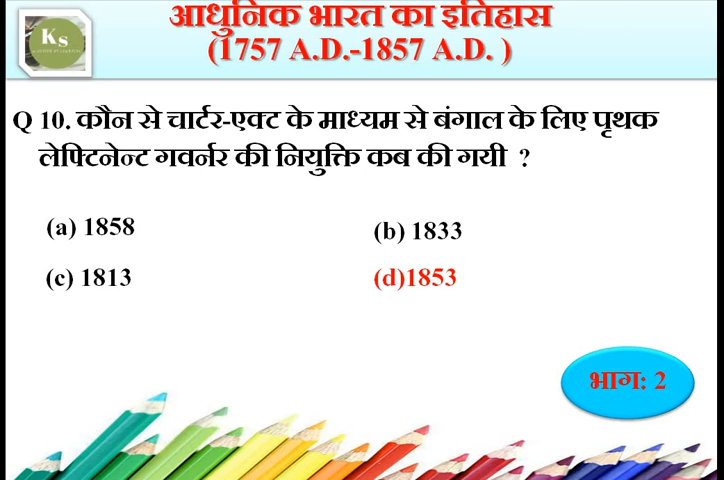 आधुनिक भारत का इतिहास
(1757 A.D.-1857 A.D. )
Ks
Q 10. कौन से चार्टर-एक्ट के माध्यम से बंगाल के लिए पृथक
लेफ्टिनेन्ट गवर्नर की नियुक्ति कब की गयी ?
(a) 1858
(b) 1833
(c) 1813
(d)1853
भाग: 2